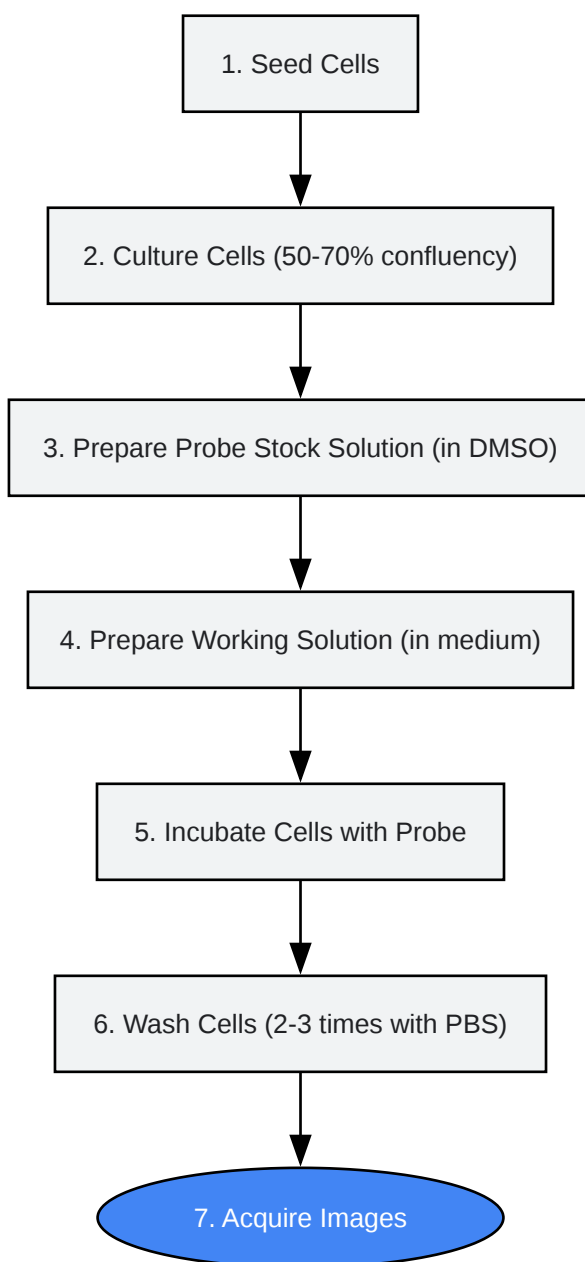 1. Seed Cells
2. Culture Cells (50-70% confluency)
3. Prepare Probe Stock Solution (in DMSO)
4. Prepare Working Solution (in medium)
5. Incubate Cells with Probe
6. Wash Cells (2-3 times with PBS)
7. Acquire Images